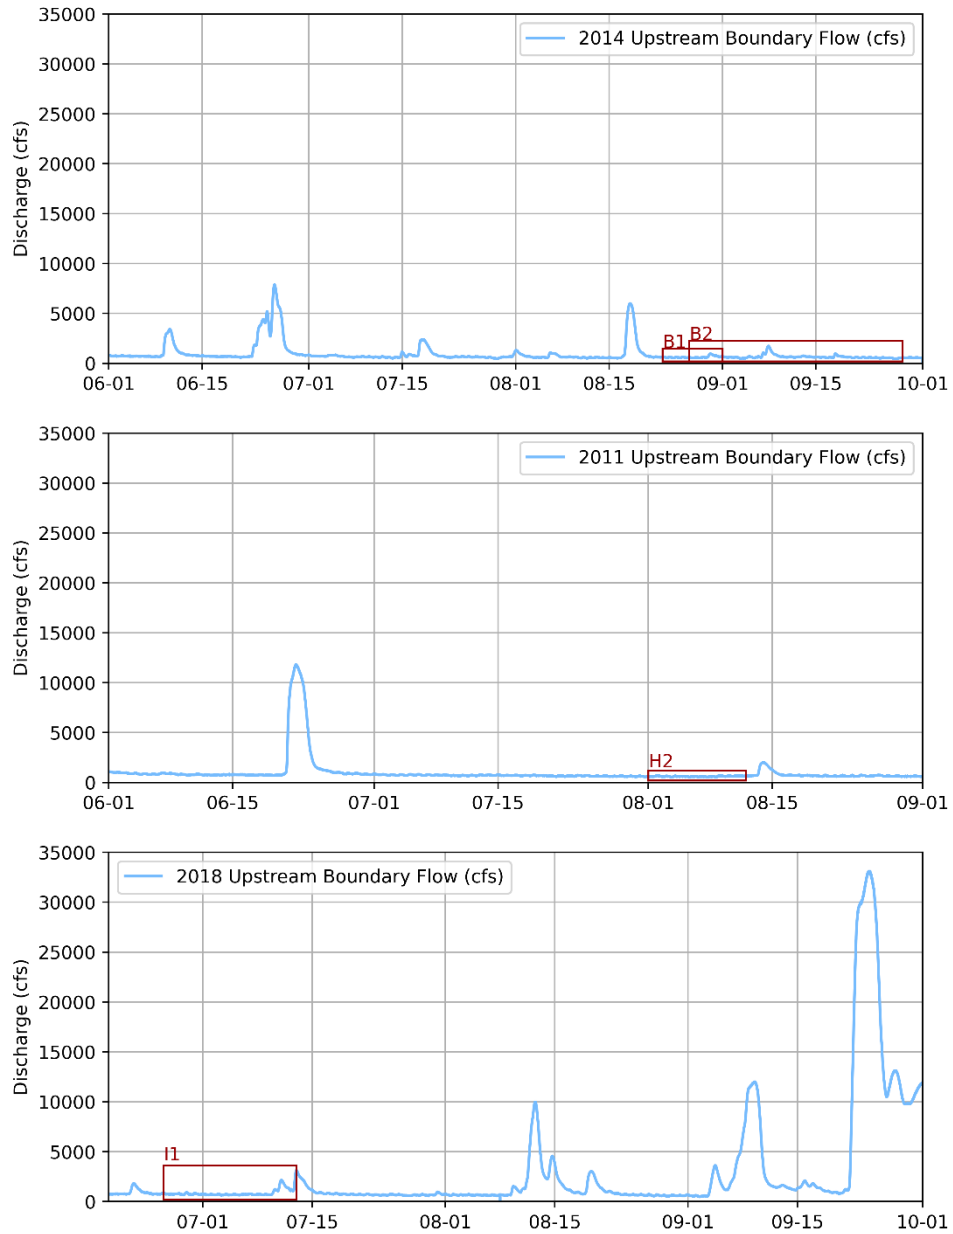 35000
2014 Upstream Boundary Flow (cfs)
30000
25000
20000
15000
10000
5000
0
Discharge (cfs)
B1
B2
06-01 06-15 07-01 07-15 08-01 08-15 09-01 09-15 10-01
35000
2011 Upstream Boundary Flow (cfs)
30000
25000
20000
15000
10000
5000
0
Discharge (cfs)
H2
06-01 06-15 07-01 07-15 08-01 08-15 09-01
35000
2018 Upstream Boundary Flow (cfs)
30000
25000
20000
15000
10000
5000
0
Discharge (cfs)
I1
07-01 07-15 08-01 08-15 09-01 09-15 10-01